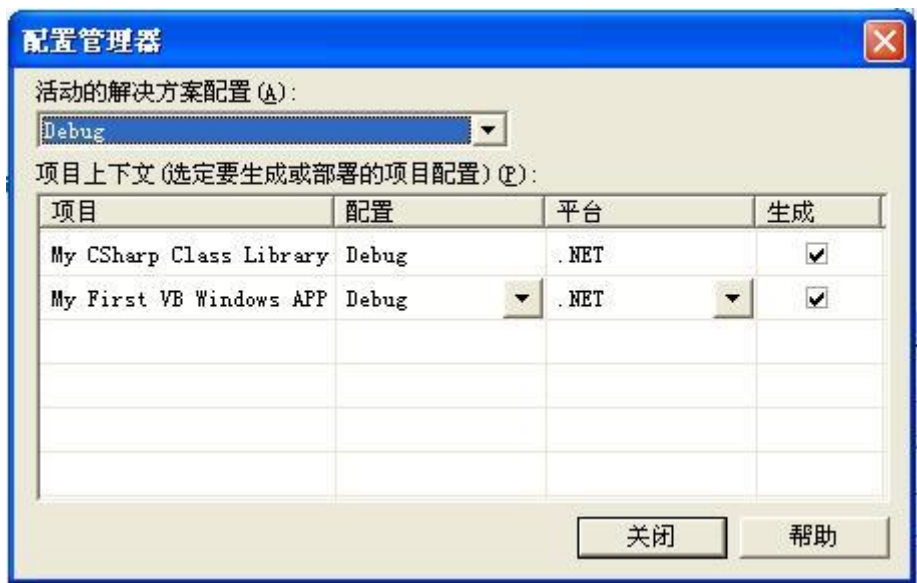 配置管理器
活动的解决方案配置(A):
Debug
项目上下文(选定要生成或部署的项目配置)(P):
项目 配置 平台 生成
My CSharp Class Library Debug .NET
My First VB Windows APP Debug .NET
关闭 帮助